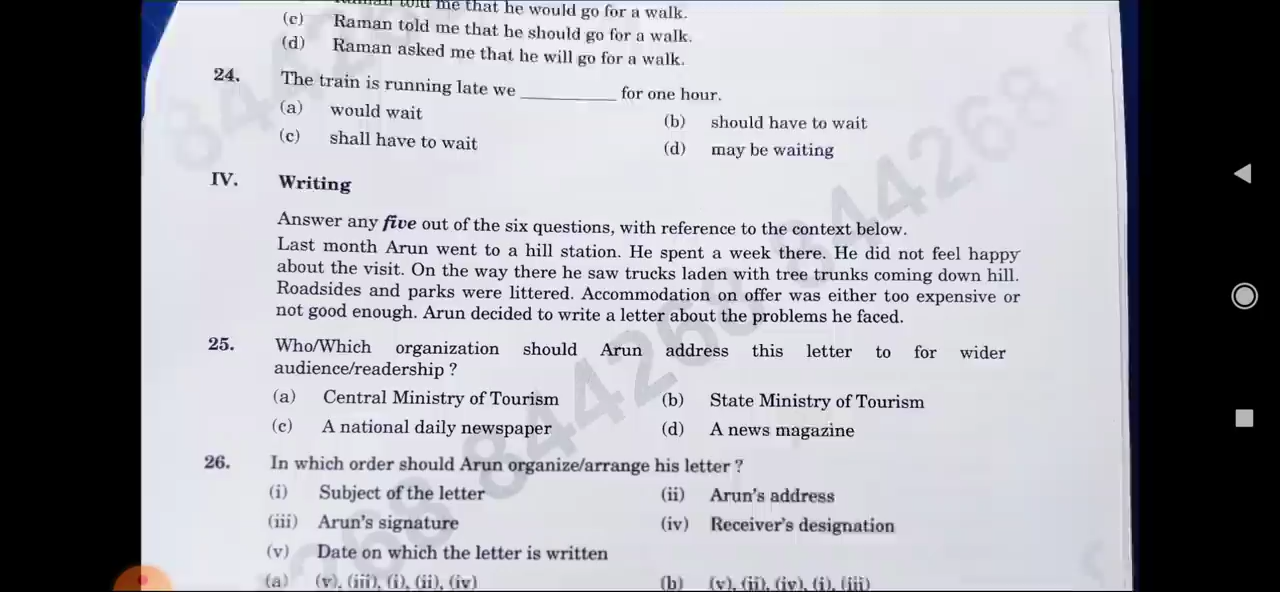 me that he would go for a walk.
(c) Raman told me that he should go for a walk.
(d) Raman asked me that he will go for a walk.
24. The train is running late we ________ for one hour.
(a) would wait (b) should have to wait
(c) shall have to wait (d) may be waiting
IV. Writing
Answer any five out of the six questions, with reference to the context below.
Last month Arun went to a hill station. He spent a week there. He did not feel happy
about the visit. On the way there he saw trucks laden with tree trunks coming down hill.
Roadsides and parks were littered. Accommodation on offer was either too expensive or
not good enough. Arun decided to write a letter about the problems he faced.
25. Who/Which organization should Arun address this letter to for wider
audience/readership ?
(a) Central Ministry of Tourism (b) State Ministry of Tourism
(c) A national daily newspaper (d) A news magazine
26. In which order should Arun organize/arrange his letter ?
(i) Subject of the letter (ii) Arun's address
(iii) Arun's signature (iv) Receiver's designation
(v) Date on which the letter is written
(a) (v), (iii), (i), (ii), (iv) (b) (v), (ii), (iv), (i), (iii)
844268 844268 844268